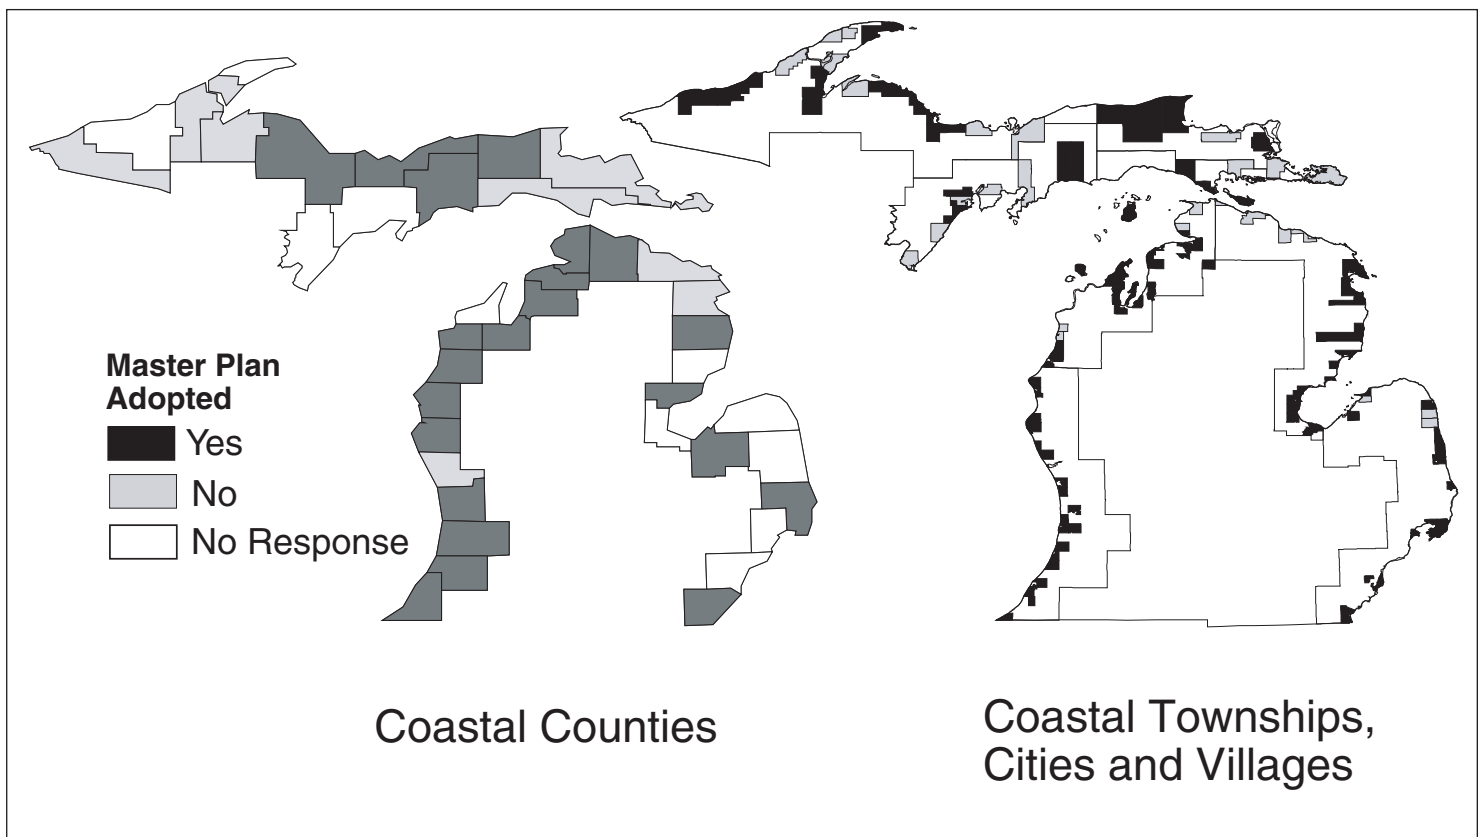 Master Plan
Adopted
Yes
No
No Response
Coastal Counties
Coastal Townships,
Cities and Villages